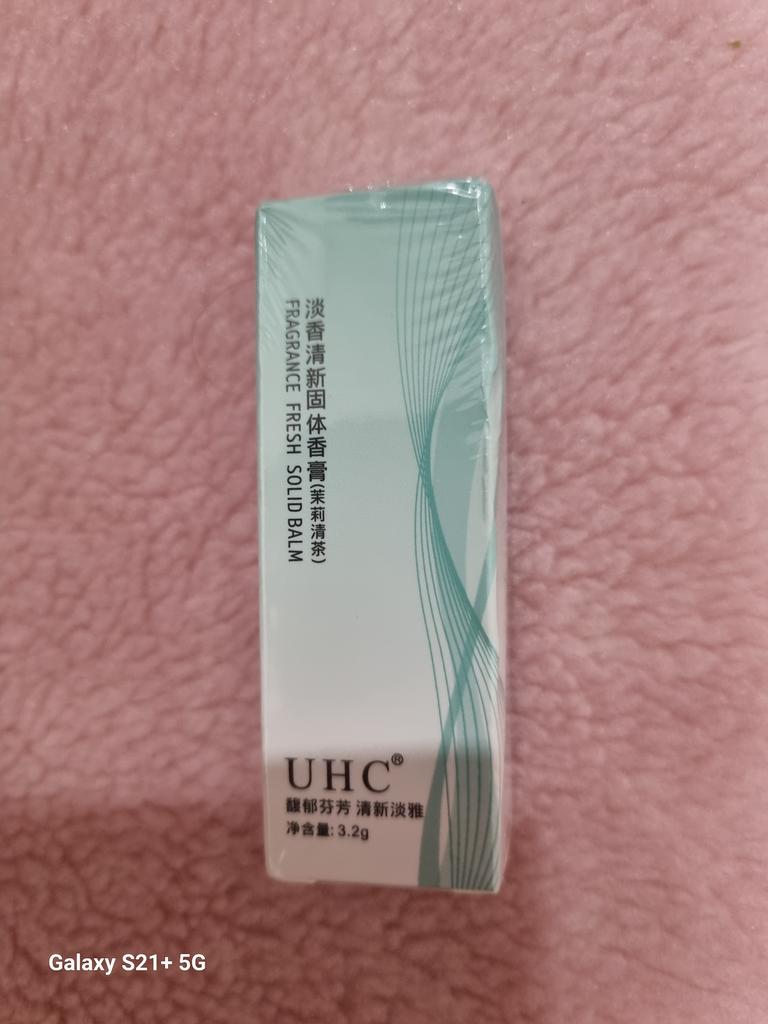 淡香清新固体香膏(茉莉清茶)
FRAGRANCE FRESH SOLID BALM
UHC®
馥郁芬芳 清新淡雅
净含量: 3.2g
Galaxy S21+ 5G